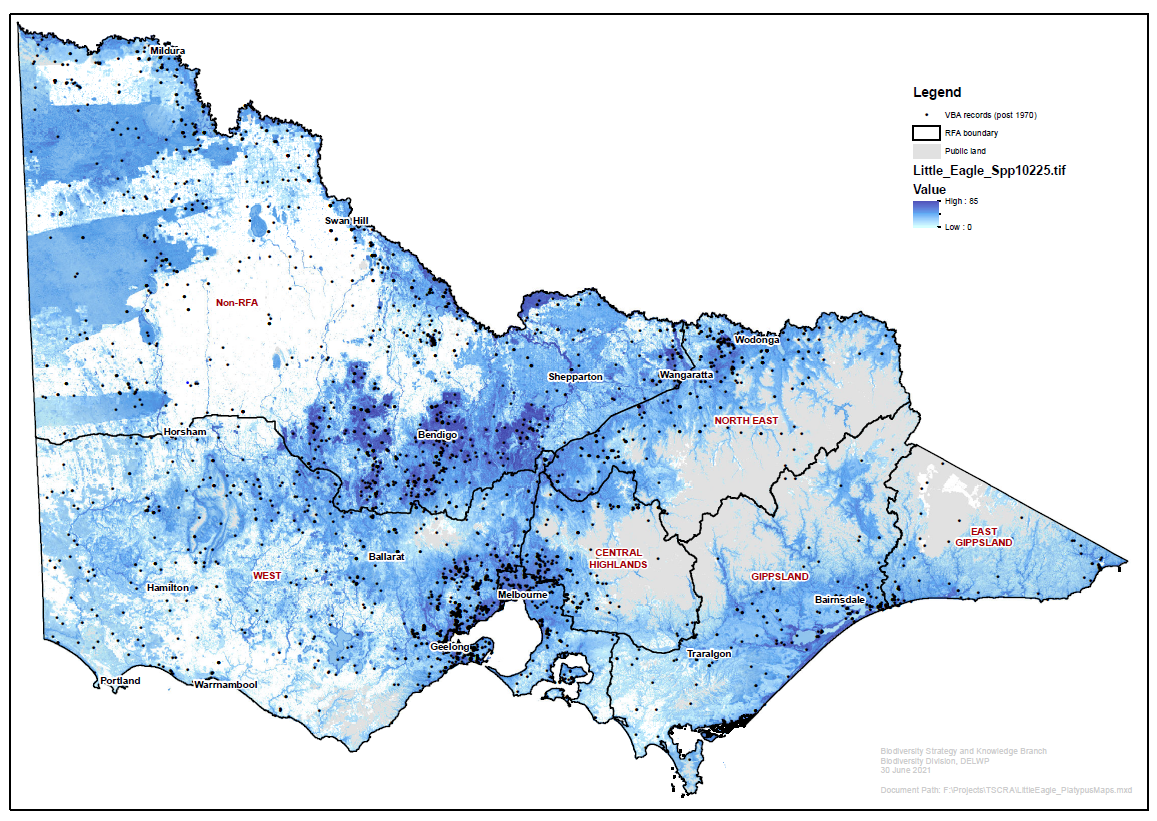 Mildura
Legend
VBA records (post 1970)
RFA boundary
Public land
Little_Eagle_Spp10225.tif
Value
High : 85
Low : 0
Swan Hill
Non-RFA
Wodonga
Shepparton
Wangaratta
NORTH EAST
Horsham
Bendigo
EAST
GIPPSLAND
Ballarat
CENTRAL
HIGHLANDS
WEST
GIPPSLAND
Hamilton
Melbourne
Bairnsdale
Geelong
Traralgon
Portland
Warrnambool
Biodiversity Strategy and Knowledge Branch
Biodiversity Division, DELWP
30 June 2021
Document Path: F:\Projects\TSCRA\LittleEagle_PlatypusMaps.mxd